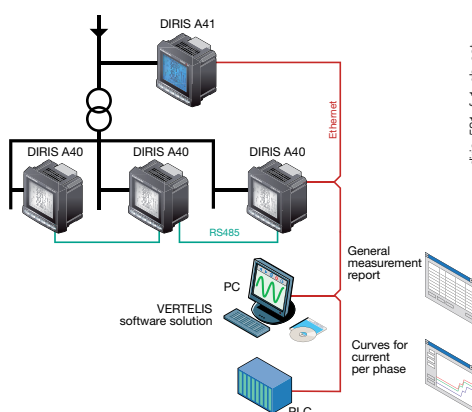 DIRIS A41
Ethernet
DIRIS A40
DIRIS A40
DIRIS A40
RS485
General
measurement
report
PC
VERTELIS
software solution
Curves for
current
per phase
PLC